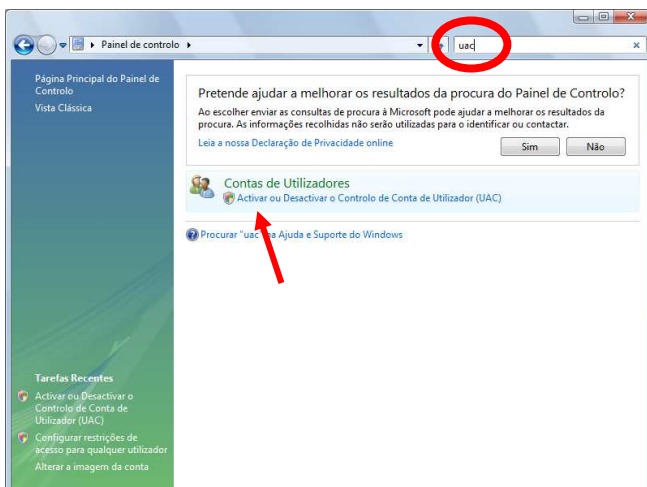 Painel de controlo
uac
Página Principal do Painel de
Controlo
Vista Clássica
Pretende ajudar a melhorar os resultados da procura do Painel de Controlo?
Ao escolher enviar as consultas de procura à Microsoft pode ajudar a melhorar os resultados da
procura. As informações recolhidas não serão utilizadas para o identificar ou contactar.
Leia a nossa Declaração de Privacidade online
Sim
Não
Contas de Utilizadores
Activar ou Desactivar o Controlo de Conta de Utilizador (UAC)
Procurar "uac" na Ajuda e Suporte do Windows
Tarefas Recentes
Activar ou Desactivar o
Controlo de Conta de
Utilizador (UAC)
Configurar restrições de
acesso para qualquer utilizador
Alterar a imagem da conta